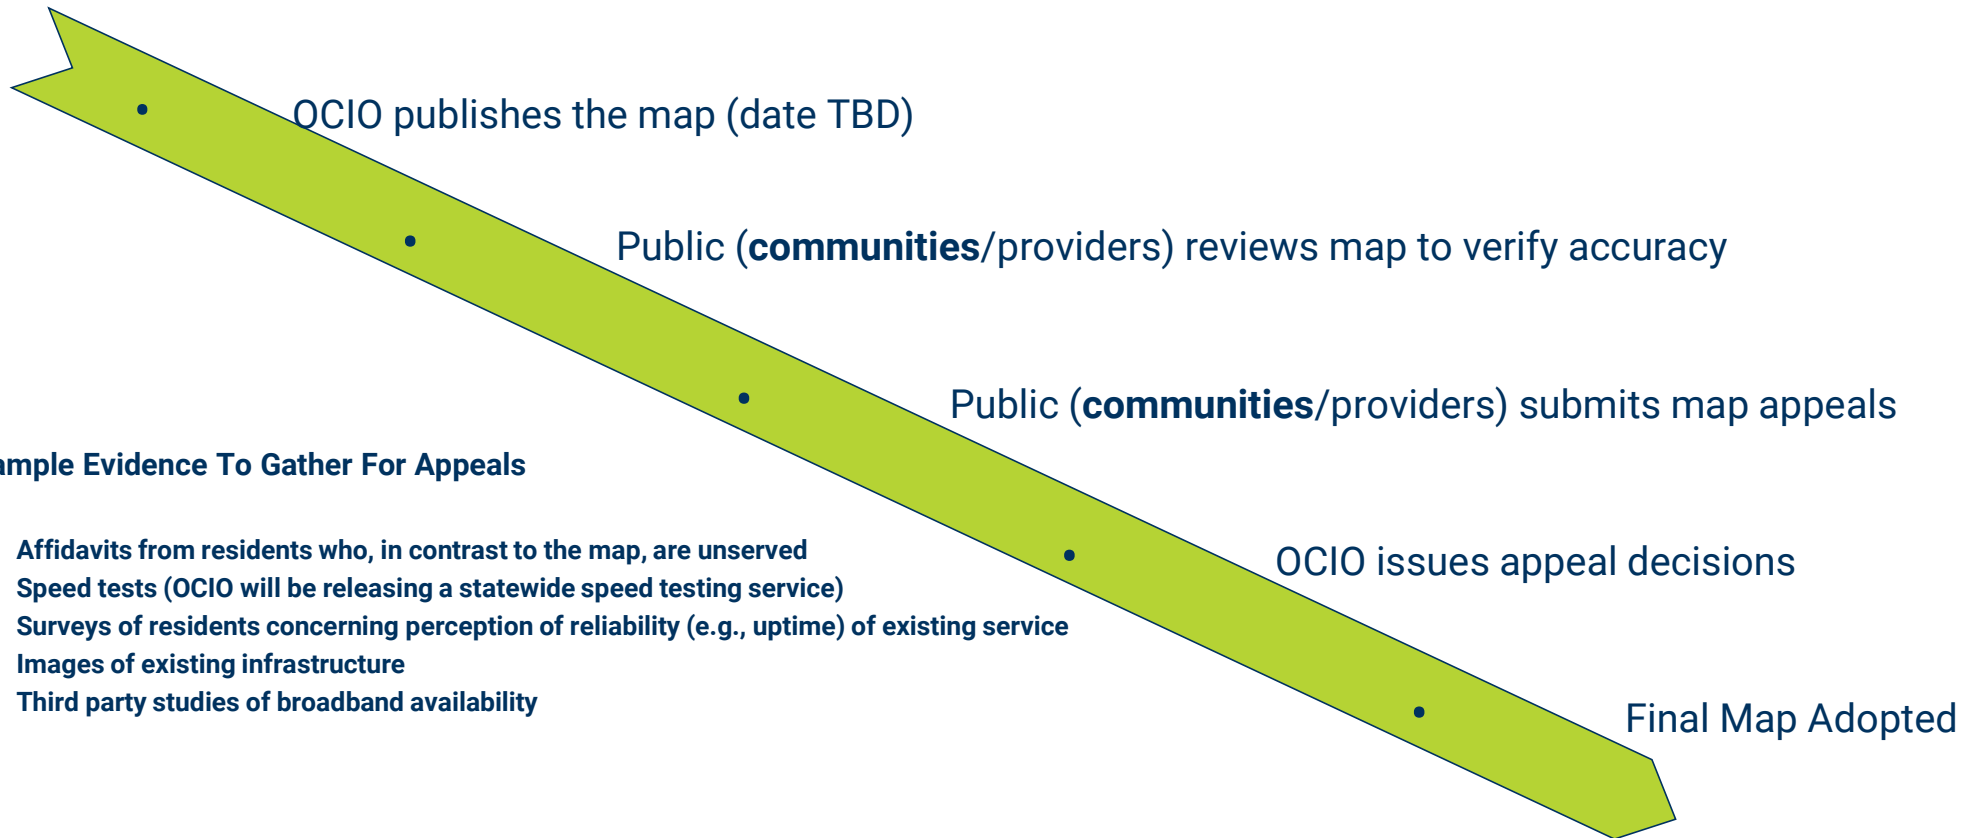 OCIO publishes the map (date TBD)
Public (communities/providers) reviews map to verify accuracy
Public (communities/providers) submits map appeals
OCIO issues appeal decisions
Final Map Adopted
ample Evidence To Gather For Appeals
Affidavits from residents who, in contrast to the map, are unserved
Speed tests (OCIO will be releasing a statewide speed testing service)
Surveys of residents concerning perception of reliability (e.g., uptime) of existing service
Images of existing infrastructure
Third party studies of broadband availability